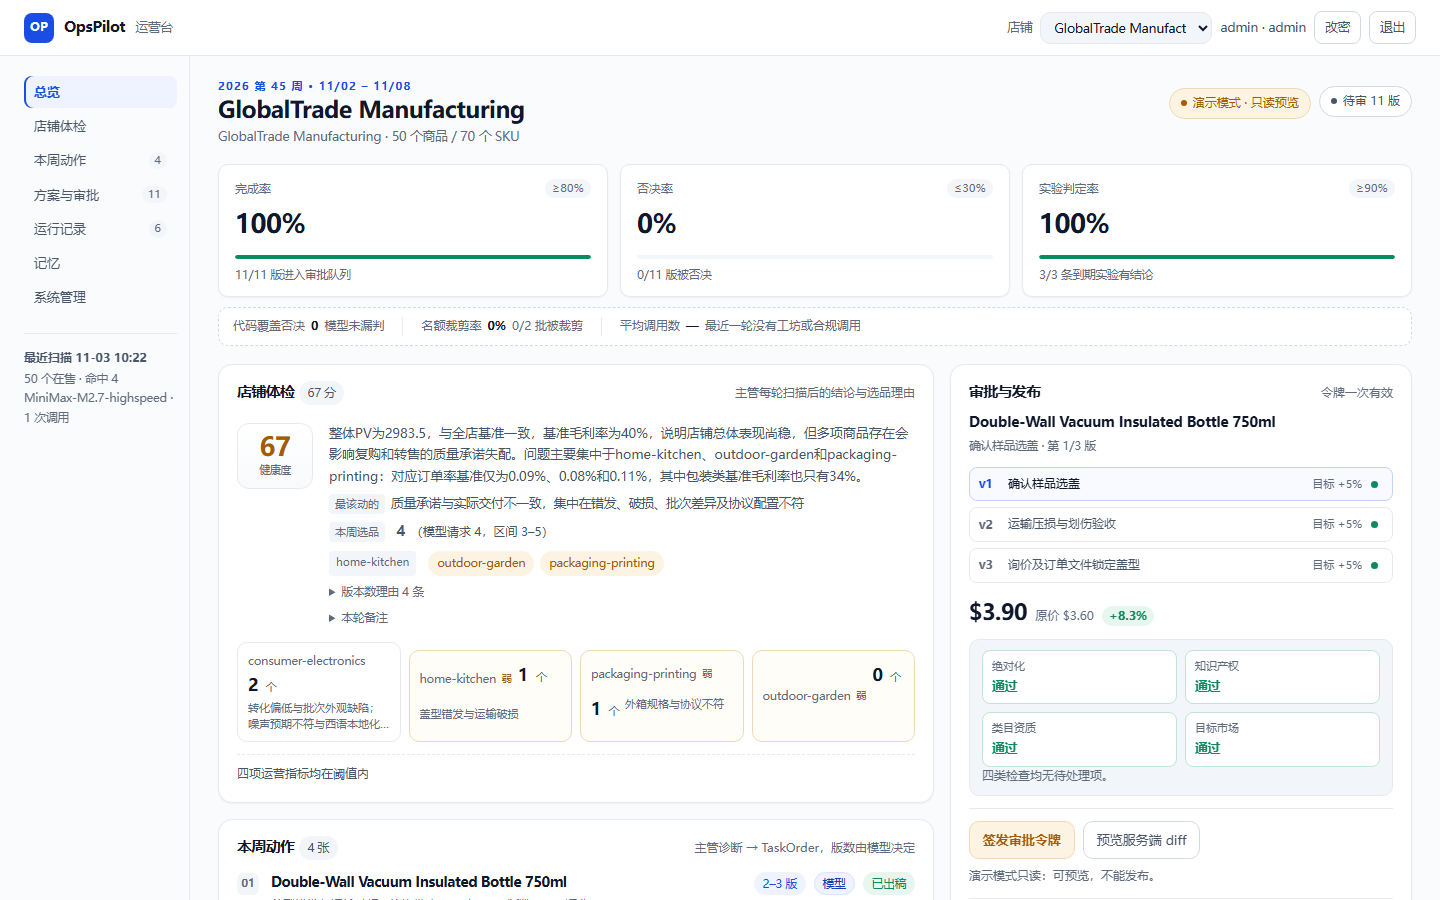 OP OpsPilot 运营台
店铺 GlobalTrade Manufact admin · admin 改密 退出
总览
店铺体检
本周动作 4
方案与审批 11
运行记录 6
记忆
系统管理
最近扫描 11-03 10:22
50 个在售 · 命中 4
MiniMax-M2.7-highspeed ·
1 次调用
2026 第 45 周 • 11/02 – 11/08
GlobalTrade Manufacturing
GlobalTrade Manufacturing · 50 个商品 / 70 个 SKU
演示模式 · 只读预览
待审 11 版
完成率 ≥80%
100%
11/11 版进入审批队列
否决率 ≤30%
0%
0/11 版被否决
实验判定率 ≥90%
100%
3/3 条到期实验有结论
代码覆盖否决 0 模型未漏判
名额裁剪率 0% 0/2 批被裁剪
平均调用数 — 最近一轮没有工坊或合规调用
店铺体检 67 分
主管每轮扫描后的结论与选品理由
67
健康度
整体PV为2983.5，与全店基准一致，基准毛利率为40%，说明店铺总体表现尚稳，但多项商品存在会
影响复购和转售的质量承诺失配。问题主要集中于home-kitchen、outdoor-garden和packaging-
printing：对应订单率基准仅为0.09%、0.08%和0.11%，其中包装类基准毛利率也只有34%。
最该动的 质量承诺与实际交付不一致，集中在错发、破损、批次差异及协议配置不符
本周选品 4 （模型请求 4，区间 3–5）
home-kitchen outdoor-garden packaging-printing
▶ 版本数理由 4 条
▶ 本轮备注
consumer-electronics
2 个
转化偏低与批次外观缺陷；
噪声预期不符与西语本地化…
home-kitchen 弱 1 个
盖型错发与运输破损
packaging-printing 弱
1 个 外箱规格与协议不符
0 个
outdoor-garden 弱
四项运营指标均在阈值内
本周动作 4 张
主管诊断 → TaskOrder，版数由模型决定
01 Double-Wall Vacuum Insulated Bottle 750ml 2–3 版 模型 已出稿
审批与发布
令牌一次有效
Double-Wall Vacuum Insulated Bottle 750ml
确认样品选盖 · 第 1/3 版
v1 确认样品选盖 目标 +5%
v2 运输压损与划伤验收 目标 +5%
v3 询价及订单文件锁定盖型 目标 +5%
$3.90 原价 $3.60 +8.3%
绝对化
通过
知识产权
通过
类目资质
通过
目标市场
通过
四类检查均无待处理项。
签发审批令牌 预览服务端 diff
演示模式只读：可预览，不能发布。